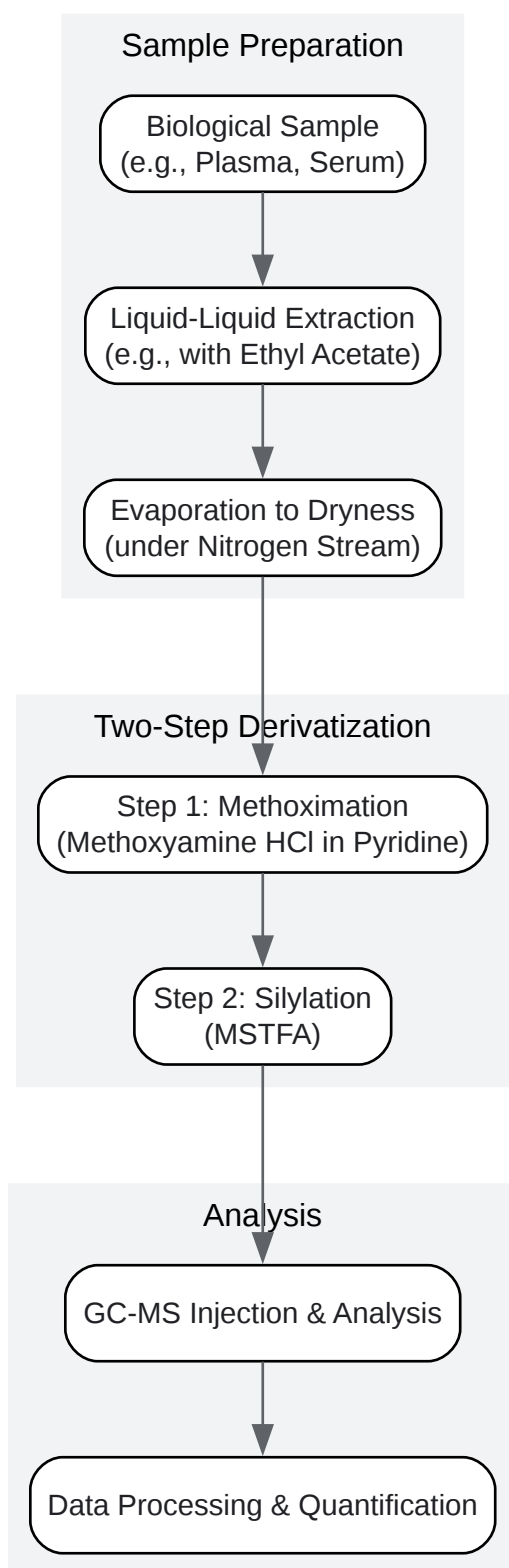 Sample Preparation
Biological Sample
(e.g., Plasma, Serum)
Liquid-Liquid Extraction
(e.g., with Ethyl Acetate)
Evaporation to Dryness
(under Nitrogen Stream)
Two-Step Derivatization
Step 1: Methoximation
(Methoxyamine HCl in Pyridine)
Step 2: Silylation
(MSTFA)
Analysis
GC-MS Injection & Analysis
Data Processing & Quantification